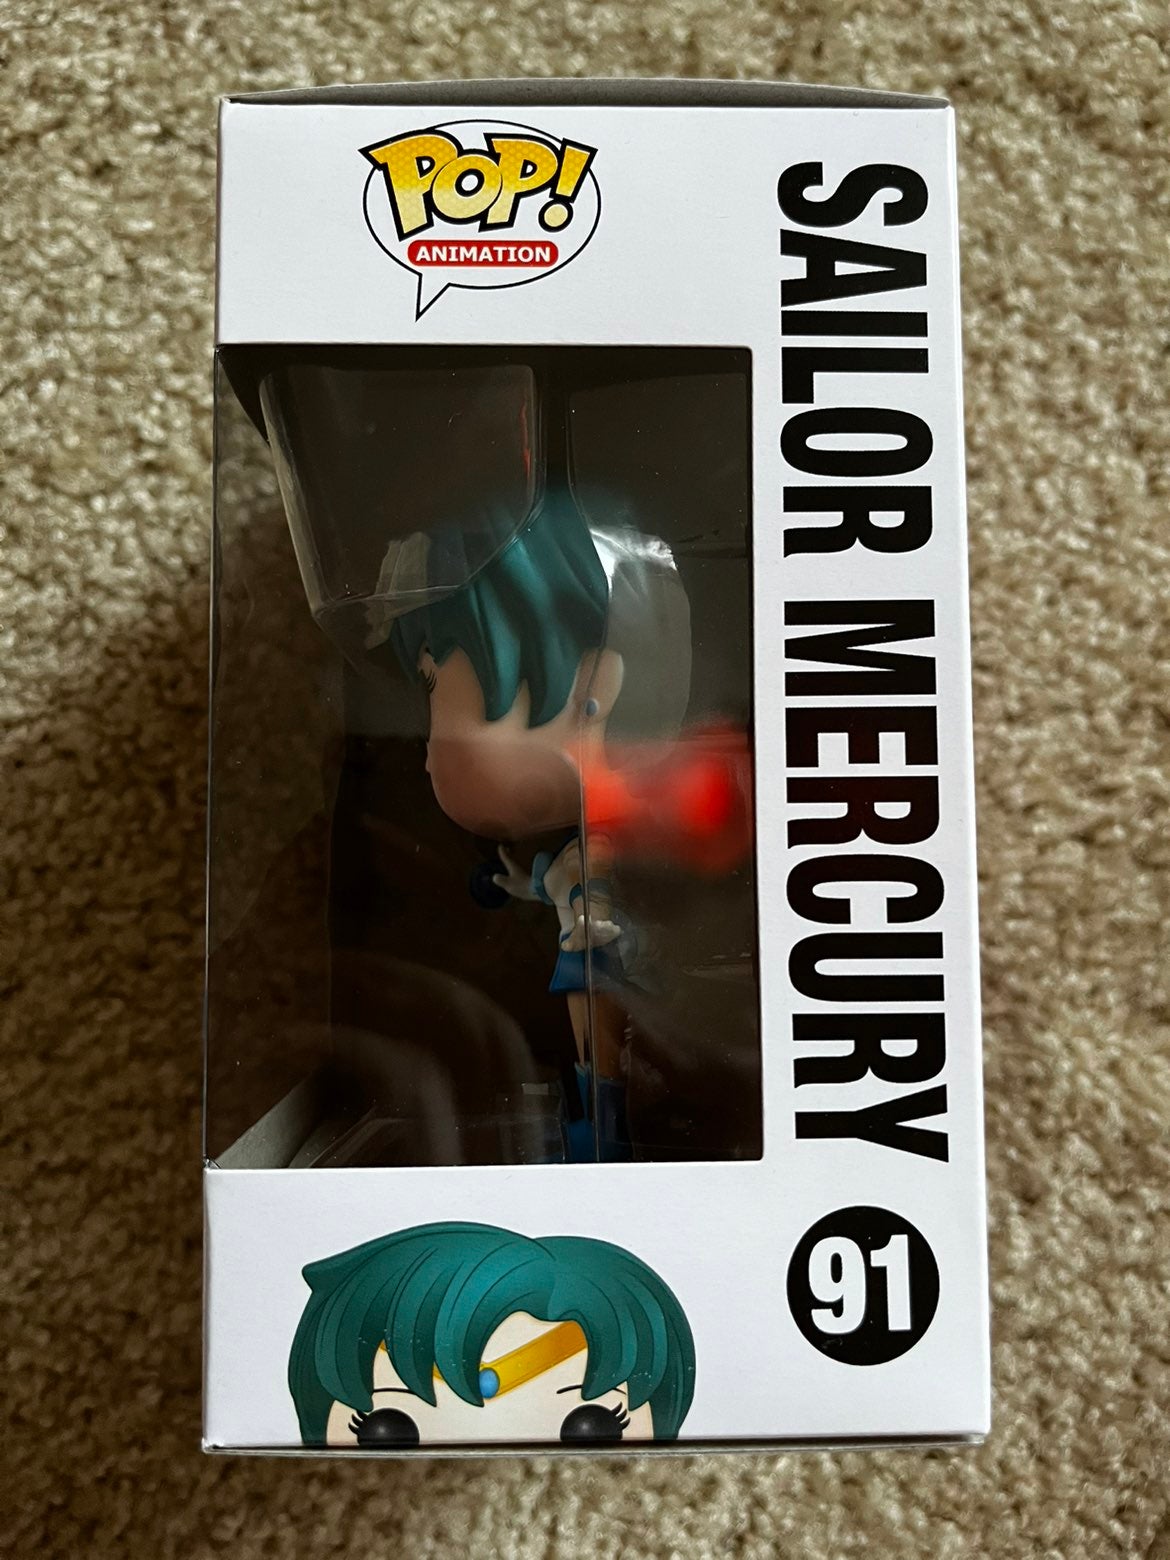 POP!
ANIMATION
SAILOR MERCURY
91